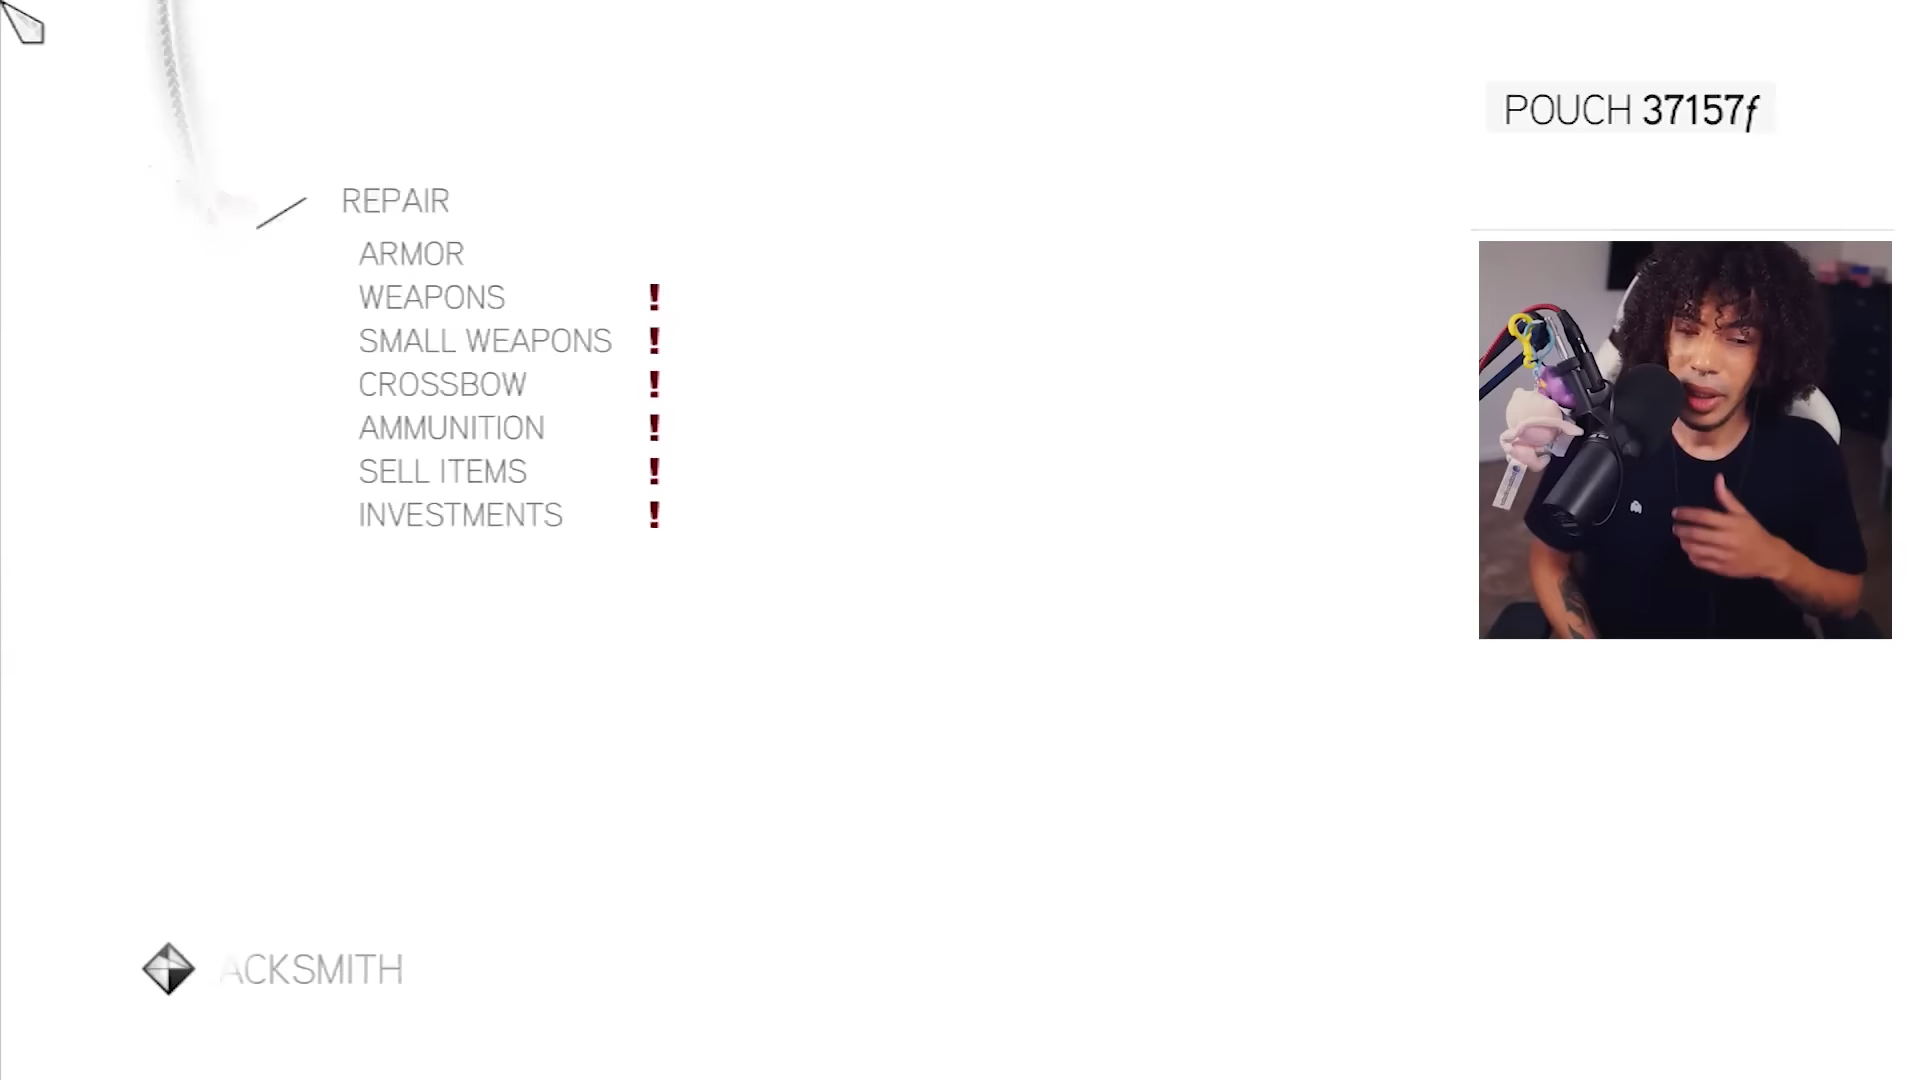 POUCH 37157ƒ
REPAIR
ARMOR
WEAPONS !
SMALL WEAPONS !
CROSSBOW !
AMMUNITION !
SELL ITEMS !
INVESTMENTS !
ACKSMITH